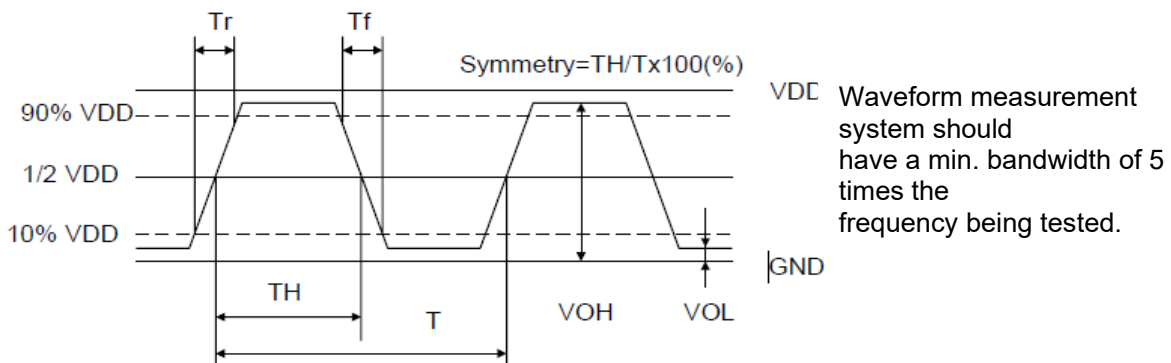 Tr
Tf
Symmetry=TH/Tx100(%)
VDD
90% VDD
1/2 VDD
10% VDD
GND
TH
T
VOH
VOL
Waveform measurement
system should
have a min. bandwidth of 5
times the
frequency being tested.